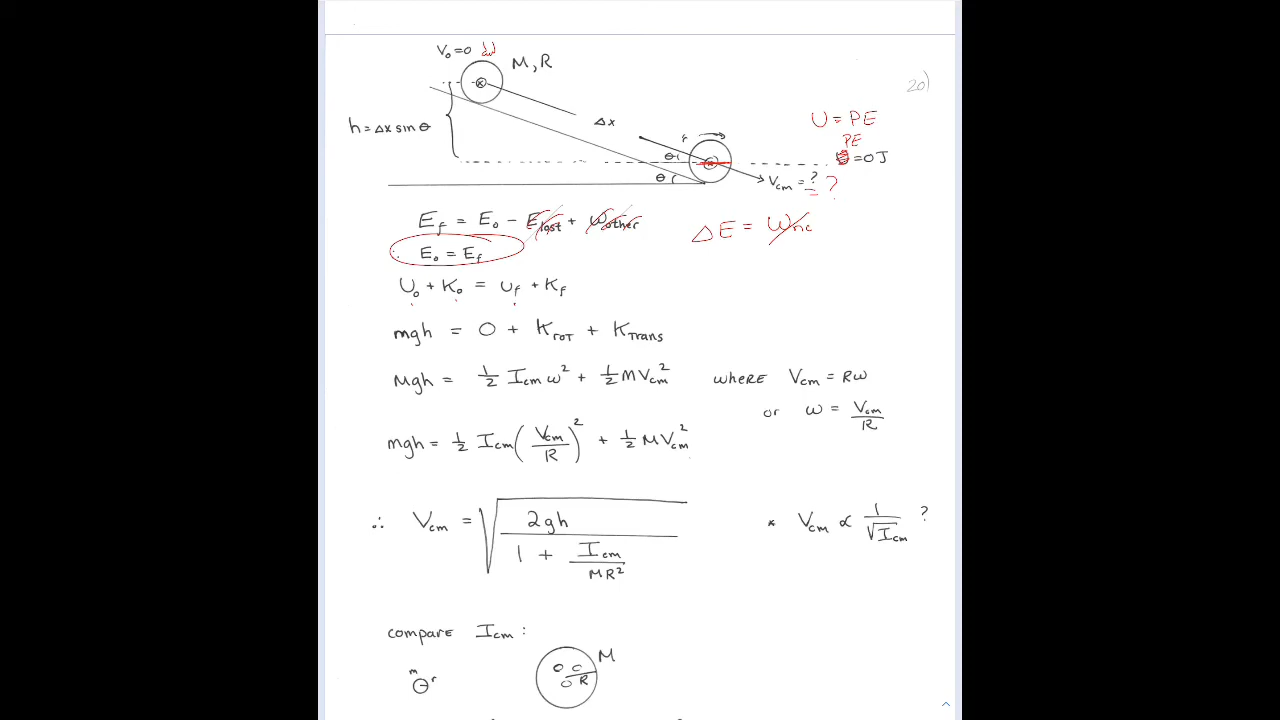 V₀=0
M, R
20)
h = Δx sin θ
Δx
U = PE
PE
=0J
r
θ
θ
V_cm = ? ?
E_f = E₀ - E_lost + W_other
ΔE = W_nc
E₀ = E_f
U₀ + K₀ = U_f + K_f
mgh = 0 + K_rot + K_Trans
Mgh = 1/2 I_cm ω² + 1/2 M V_cm² where V_cm = Rω
or ω = V_cm/R
mgh = 1/2 I_cm (V_cm/R)² + 1/2 M V_cm²
∴ V_cm = √(2gh / (1 + I_cm/MR²)) * V_cm ∝ 1/√I_cm ?
compare I_cm :
m r
M
R